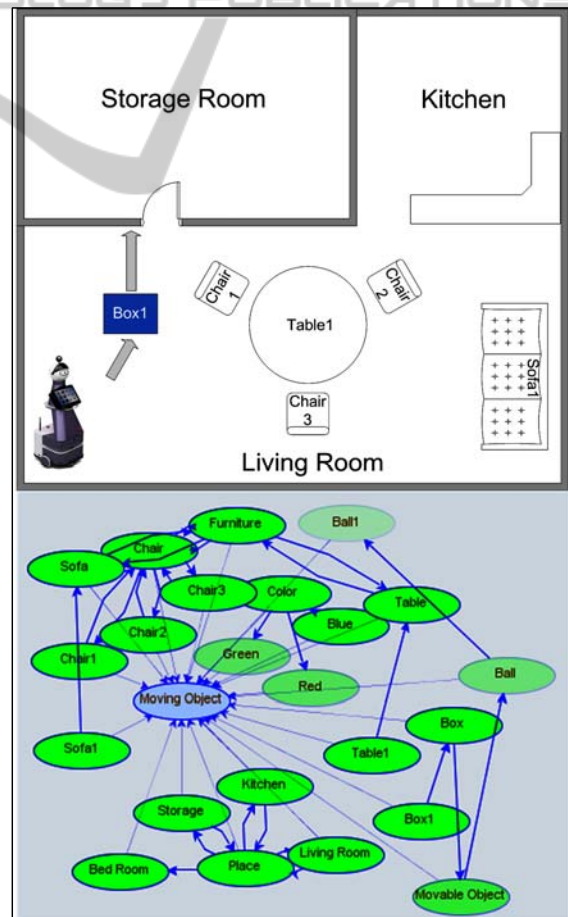 Storage Room
Kitchen
Box1
Chair
1
Chair
2
Table1
Chair
3
Sofa1
Living Room
Furniture
Ball1
Chair
Sofa
Chair3
Color
Table
Blue
Chair2
Chair1
Green
Red
Ball
Moving Object
Box
Sofa1
Table1
Kitchen
Storage
Box1
Living Room
Bed Room
Place
Movable Object